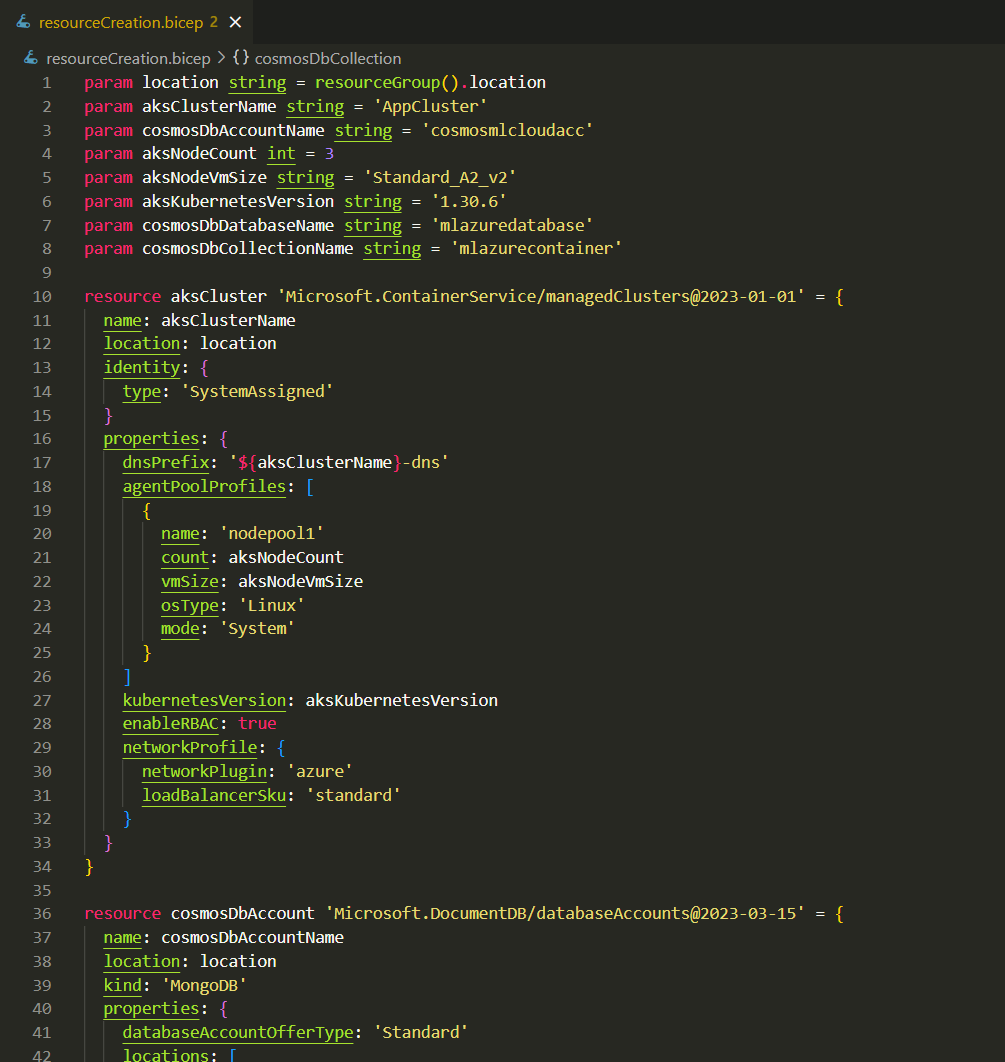 resourceCreation.bicep 2 ×
resourceCreation.bicep > {} cosmosDbCollection
1 param location string = resourceGroup().location
2 param aksClusterName string = 'AppCluster'
3 param cosmosDbAccountName string = 'cosmosmlcloudacc'
4 param aksNodeCount int = 3
5 param aksNodeVmSize string = 'Standard_A2_v2'
6 param aksKubernetesVersion string = '1.30.6'
7 param cosmosDbDatabaseName string = 'mlazuredatabase'
8 param cosmosDbCollectionName string = 'mlazurecontainer'
9
10 resource aksCluster 'Microsoft.ContainerService/managedClusters@2023-01-01' = {
11   name: aksClusterName
12   location: location
13   identity: {
14     type: 'SystemAssigned'
15   }
16   properties: {
17     dnsPrefix: '${aksClusterName}-dns'
18     agentPoolProfiles: [
19       {
20         name: 'nodepool1'
21         count: aksNodeCount
22         vmSize: aksNodeVmSize
23         osType: 'Linux'
24         mode: 'System'
25       }
26     ]
27     kubernetesVersion: aksKubernetesVersion
28     enableRBAC: true
29     networkProfile: {
30       networkPlugin: 'azure'
31       loadBalancerSku: 'standard'
32     }
33   }
34 }
35
36 resource cosmosDbAccount 'Microsoft.DocumentDB/databaseAccounts@2023-03-15' = {
37   name: cosmosDbAccountName
38   location: location
39   kind: 'MongoDB'
40   properties: {
41     databaseAccountOfferType: 'Standard'
42     locations: [